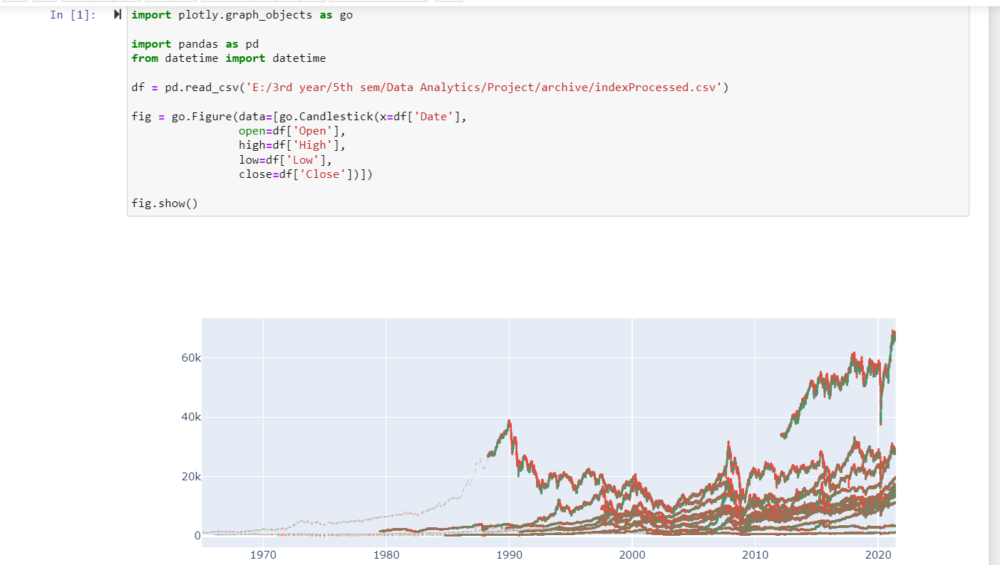 In [1]:
import plotly.graph_objects as go
import pandas as pd
from datetime import datetime
df = pd.read_csv('E:/3rd year/5th sem/Data Analytics/Project/archive/indexProcessed.csv')
fig = go.Figure(data=[go.Candlestick(x=df['Date'],
open=df['Open'],
high=df['High'],
low=df['Low'],
close=df['Close'])])
fig.show()
60k
40k
20k
0
1970 1980 1990 2000 2010 2020